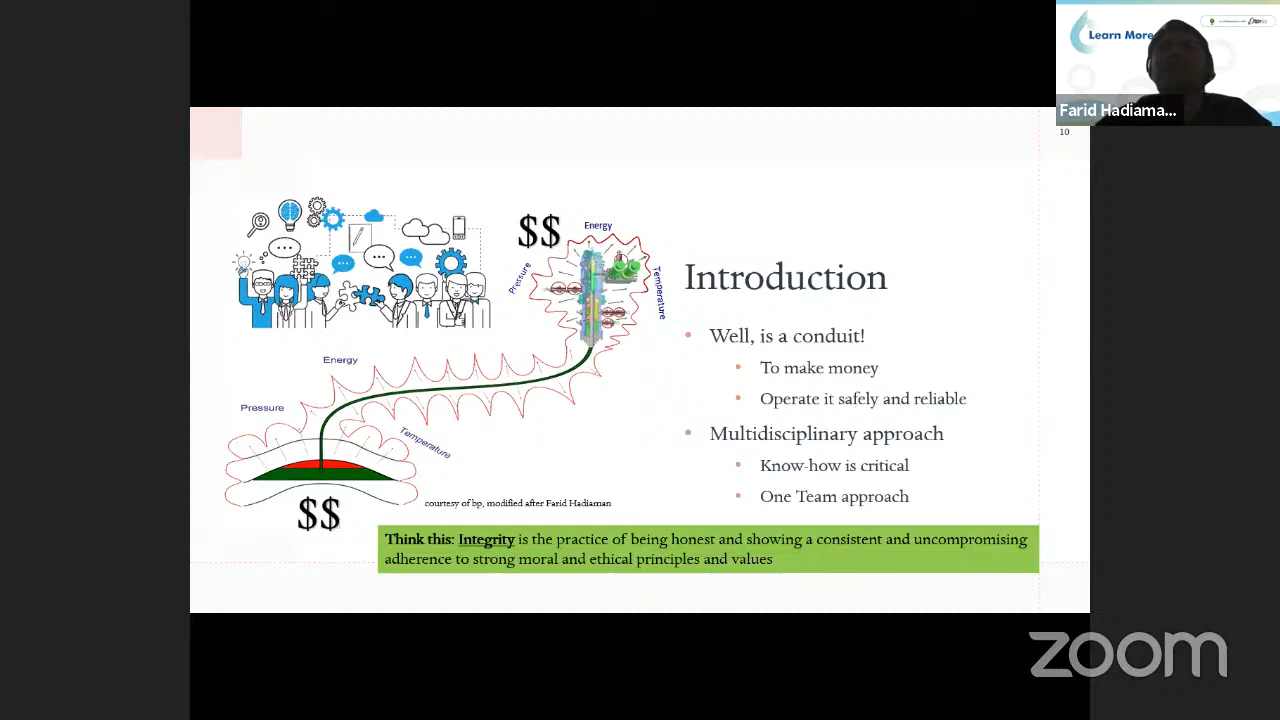 Learn More
Farid Hadiama...
10
$$
Energy
Pressure
Temperature
Introduction
Well, is a conduit!
To make money
Operate it safely and reliable
Multidisciplinary approach
Know-how is critical
One Team approach
Energy
Pressure
Temperature
$$
courtesy of bp, modified after Farid Hadiaman
Think this: Integrity is the practice of being honest and showing a consistent and uncompromising
adherence to strong moral and ethical principles and values
zoom